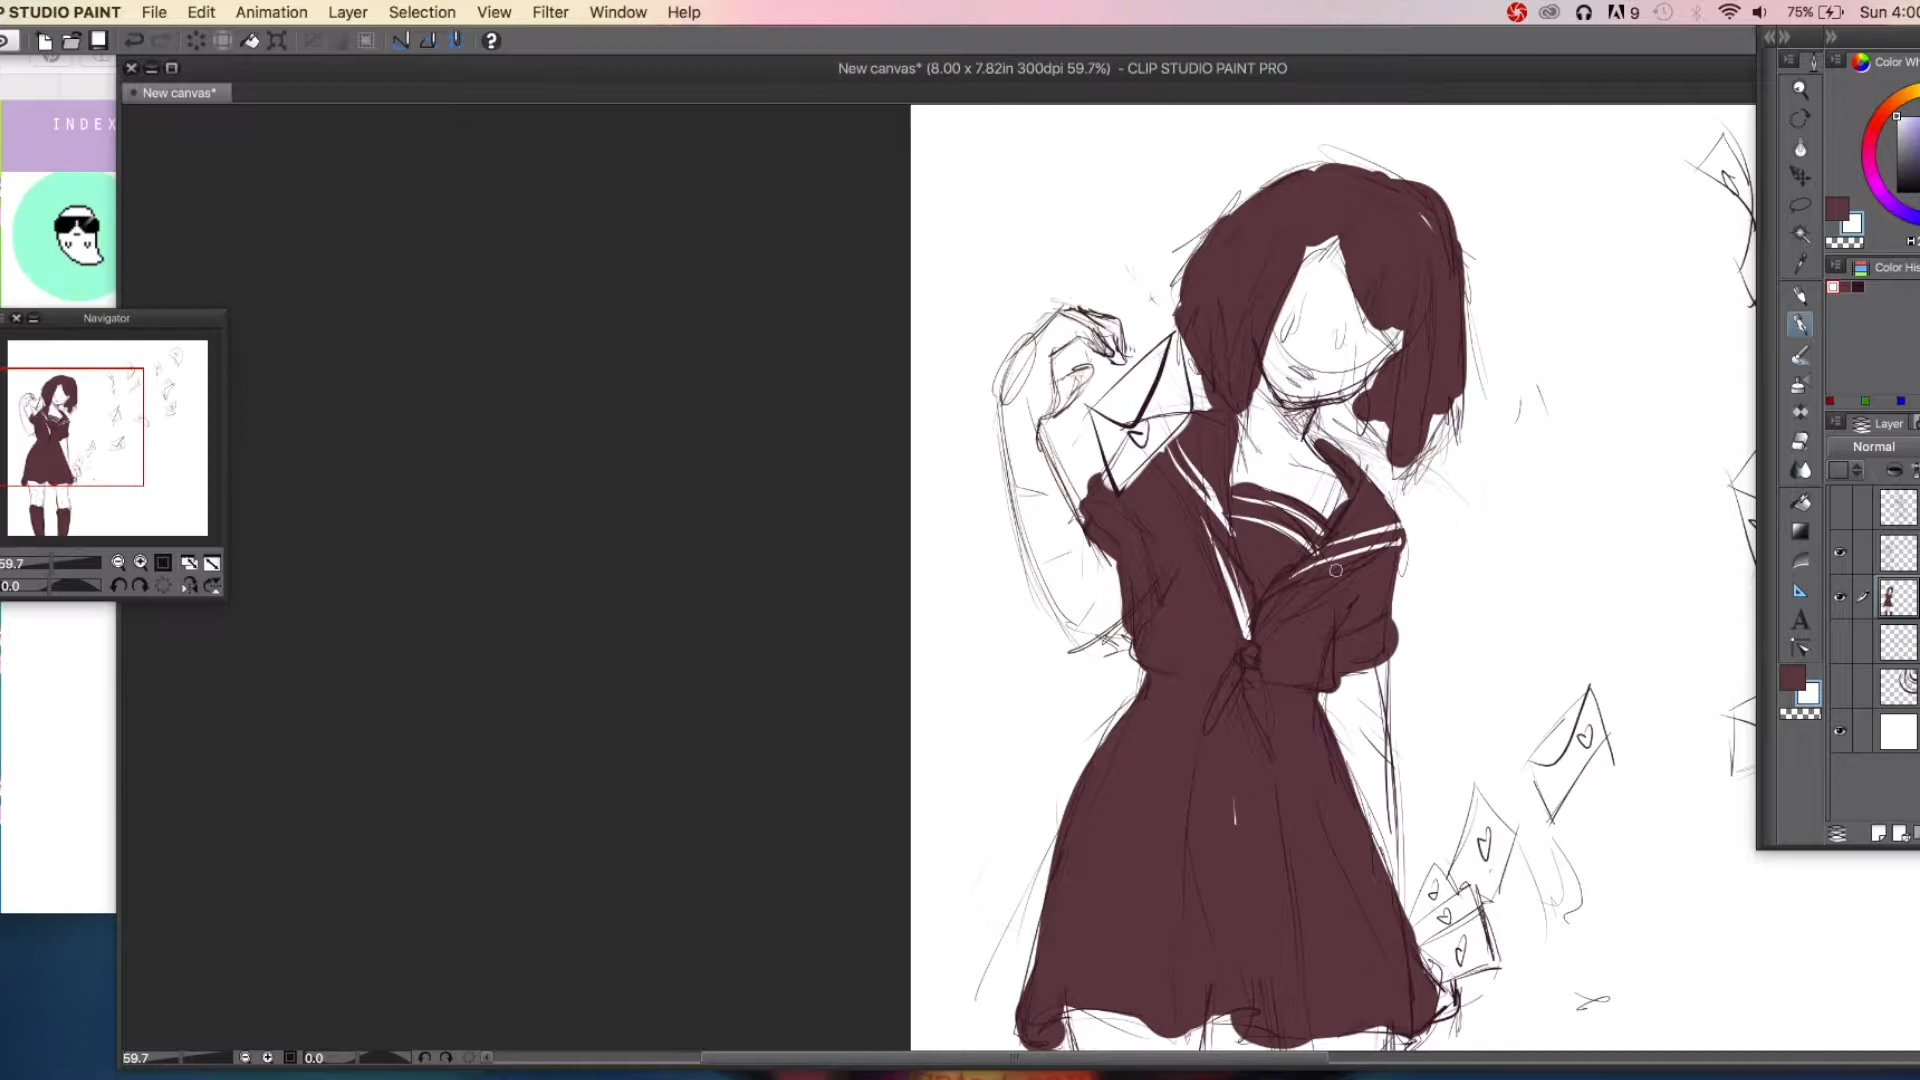 P STUDIO PAINT File Edit Animation Layer Selection View Filter Window Help 9 75% Sun 4:00
New canvas* (8.00 x 7.82in 300dpi 59.7%) - CLIP STUDIO PAINT PRO
New canvas*
INDEX
Navigator
59.7
0.0
59.7 0.0
Color Wh
H
Color His
Layer
Normal
A